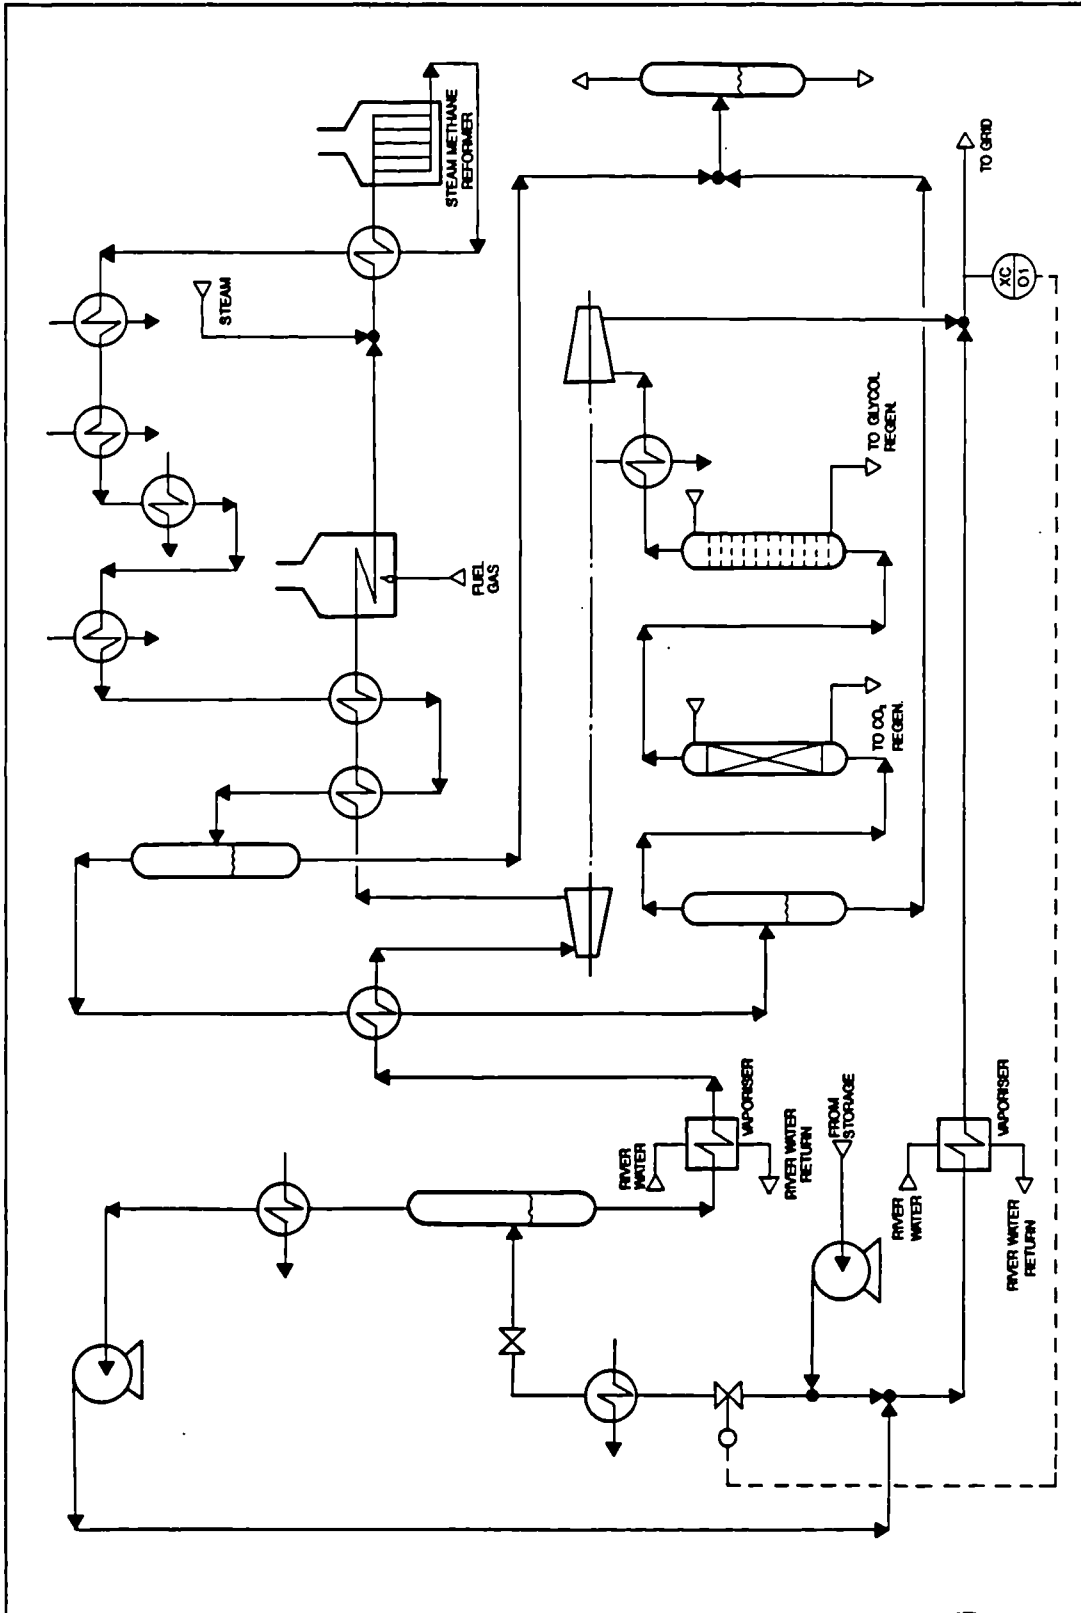 STEAM METHANE
REFORMER
STEAM
FUEL
GAS
TO GRID
XC
01
TO GLYCOL
REGEN.
TO CO₂
REGEN.
RIVER
WATER
VAPORISER
RIVER WATER
RETURN
FROM
STORAGE
RIVER
WATER
VAPORISER
RIVER WATER
RETURN